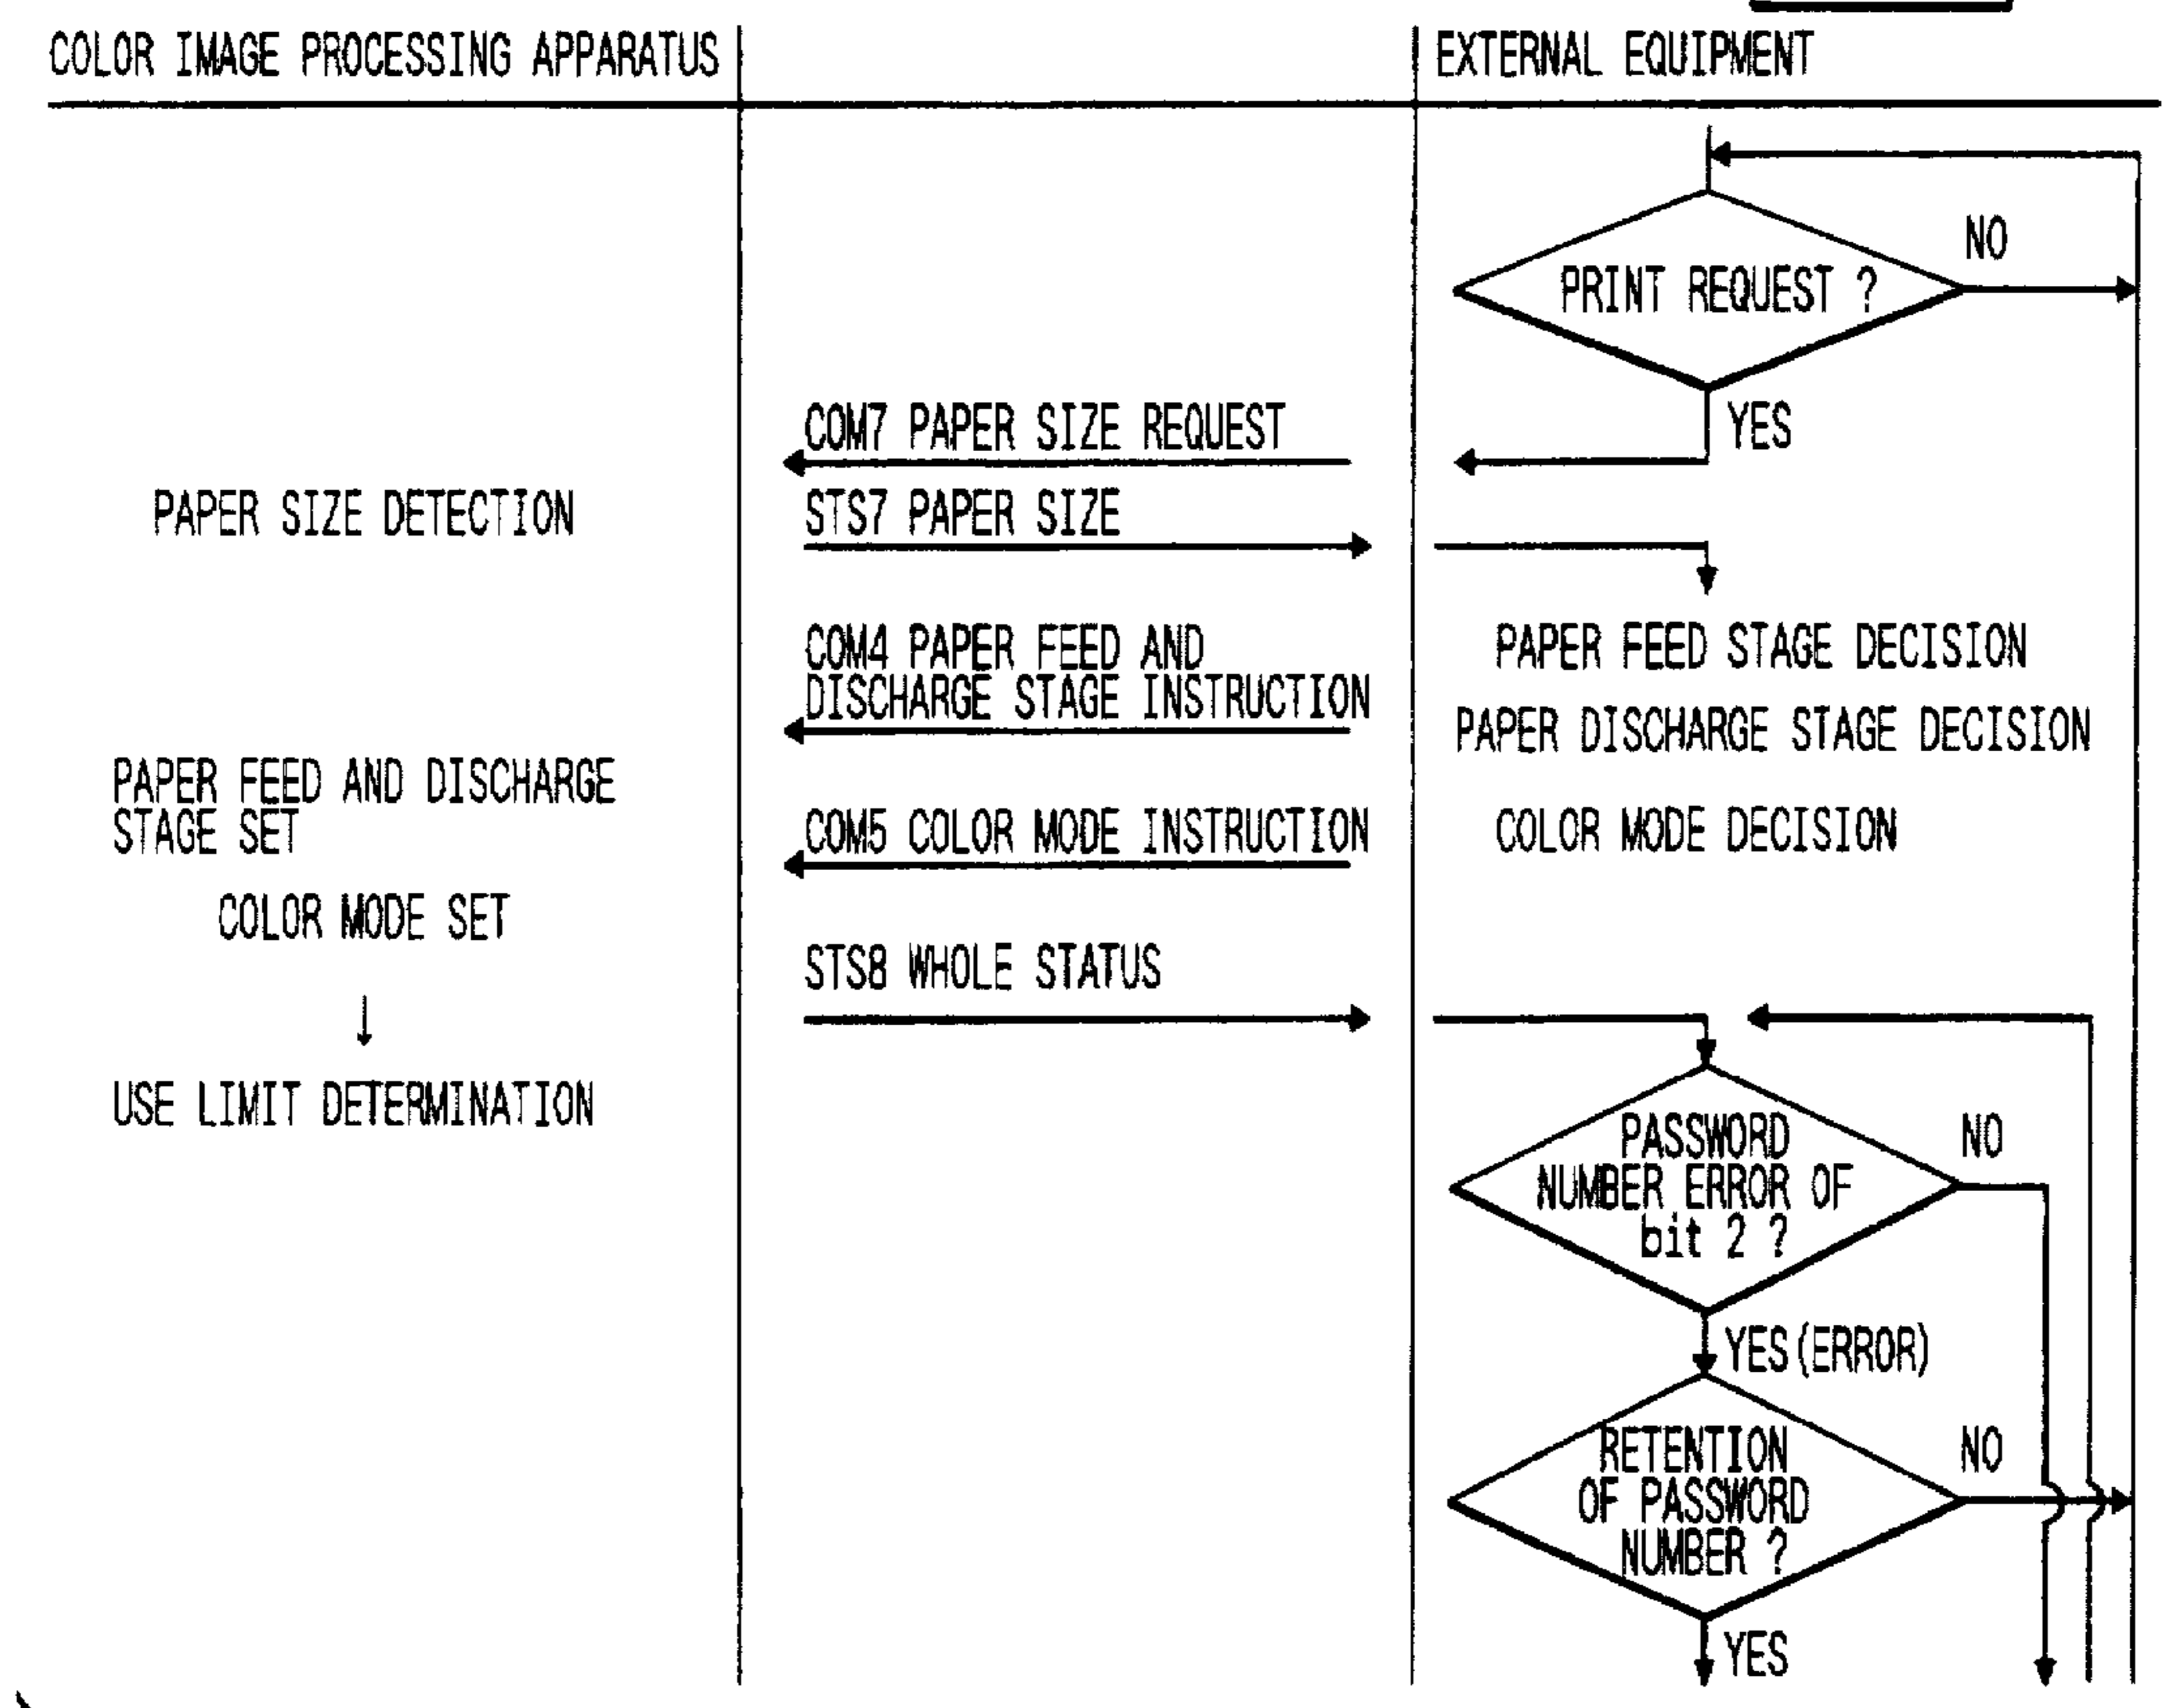 COLOR IMAGE PROCESSING APPARATUS
EXTERNAL EQUIPMENT
PRINT REQUEST ?
NO
YES
COM7 PAPER SIZE REQUEST
PAPER SIZE DETECTION
STS7 PAPER SIZE
COM4 PAPER FEED AND
DISCHARGE STAGE INSTRUCTION
PAPER FEED STAGE DECISION
PAPER DISCHARGE STAGE DECISION
PAPER FEED AND DISCHARGE
STAGE SET
COM5 COLOR MODE INSTRUCTION
COLOR MODE DECISION
COLOR MODE SET
STS8 WHOLE STATUS
USE LIMIT DETERMINATION
PASSWORD
NUMBER ERROR OF
bit 2 ?
NO
YES(ERROR)
RETENTION
OF PASSWORD
NUMBER ?
NO
YES